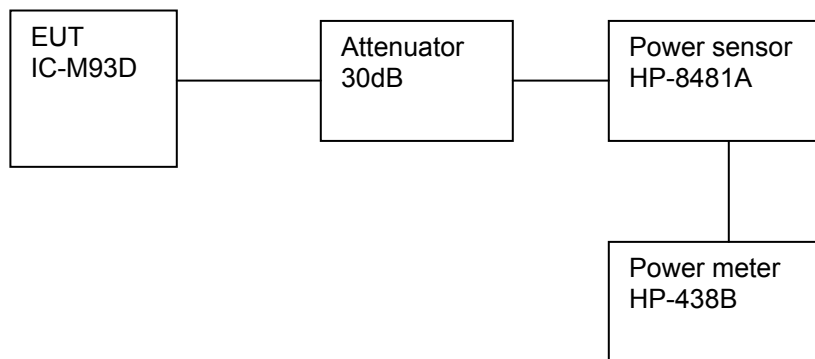 EUT
IC-M93D
Attenuator
30dB
Power sensor
HP-8481A
Power meter
HP-438B